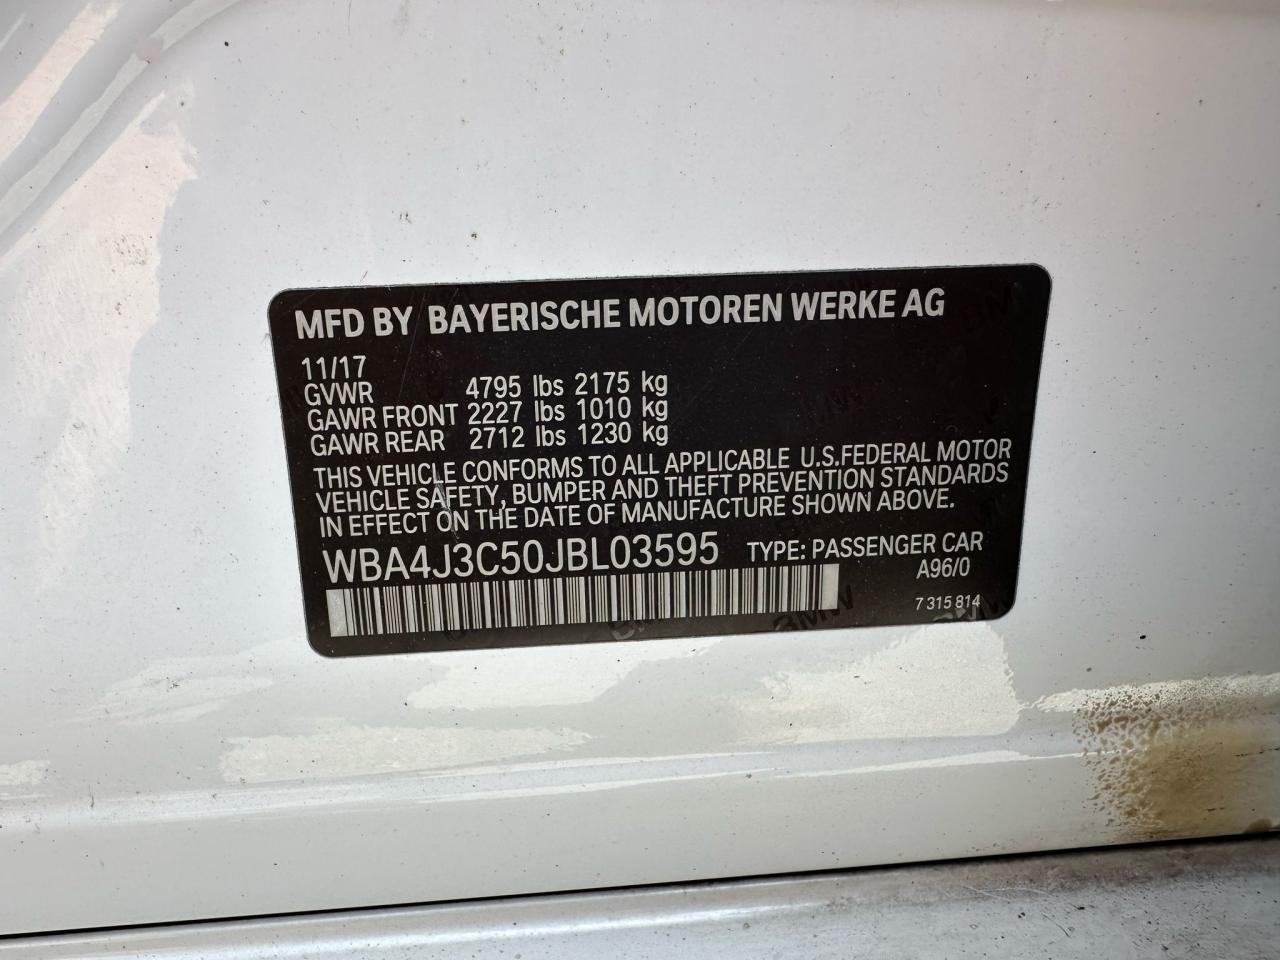 MFD BY BAYERISCHE MOTOREN WERKE AG
11/17
GVWR 4795 lbs 2175 kg
GAWR FRONT 2227 lbs 1010 kg
GAWR REAR 2712 lbs 1230 kg
THIS VEHICLE CONFORMS TO ALL APPLICABLE U.S.FEDERAL MOTOR
VEHICLE SAFETY, BUMPER AND THEFT PREVENTION STANDARDS
IN EFFECT ON THE DATE OF MANUFACTURE SHOWN ABOVE.
WBA4J3C50JBL03595 TYPE: PASSENGER CAR
A96/0
7 315 814